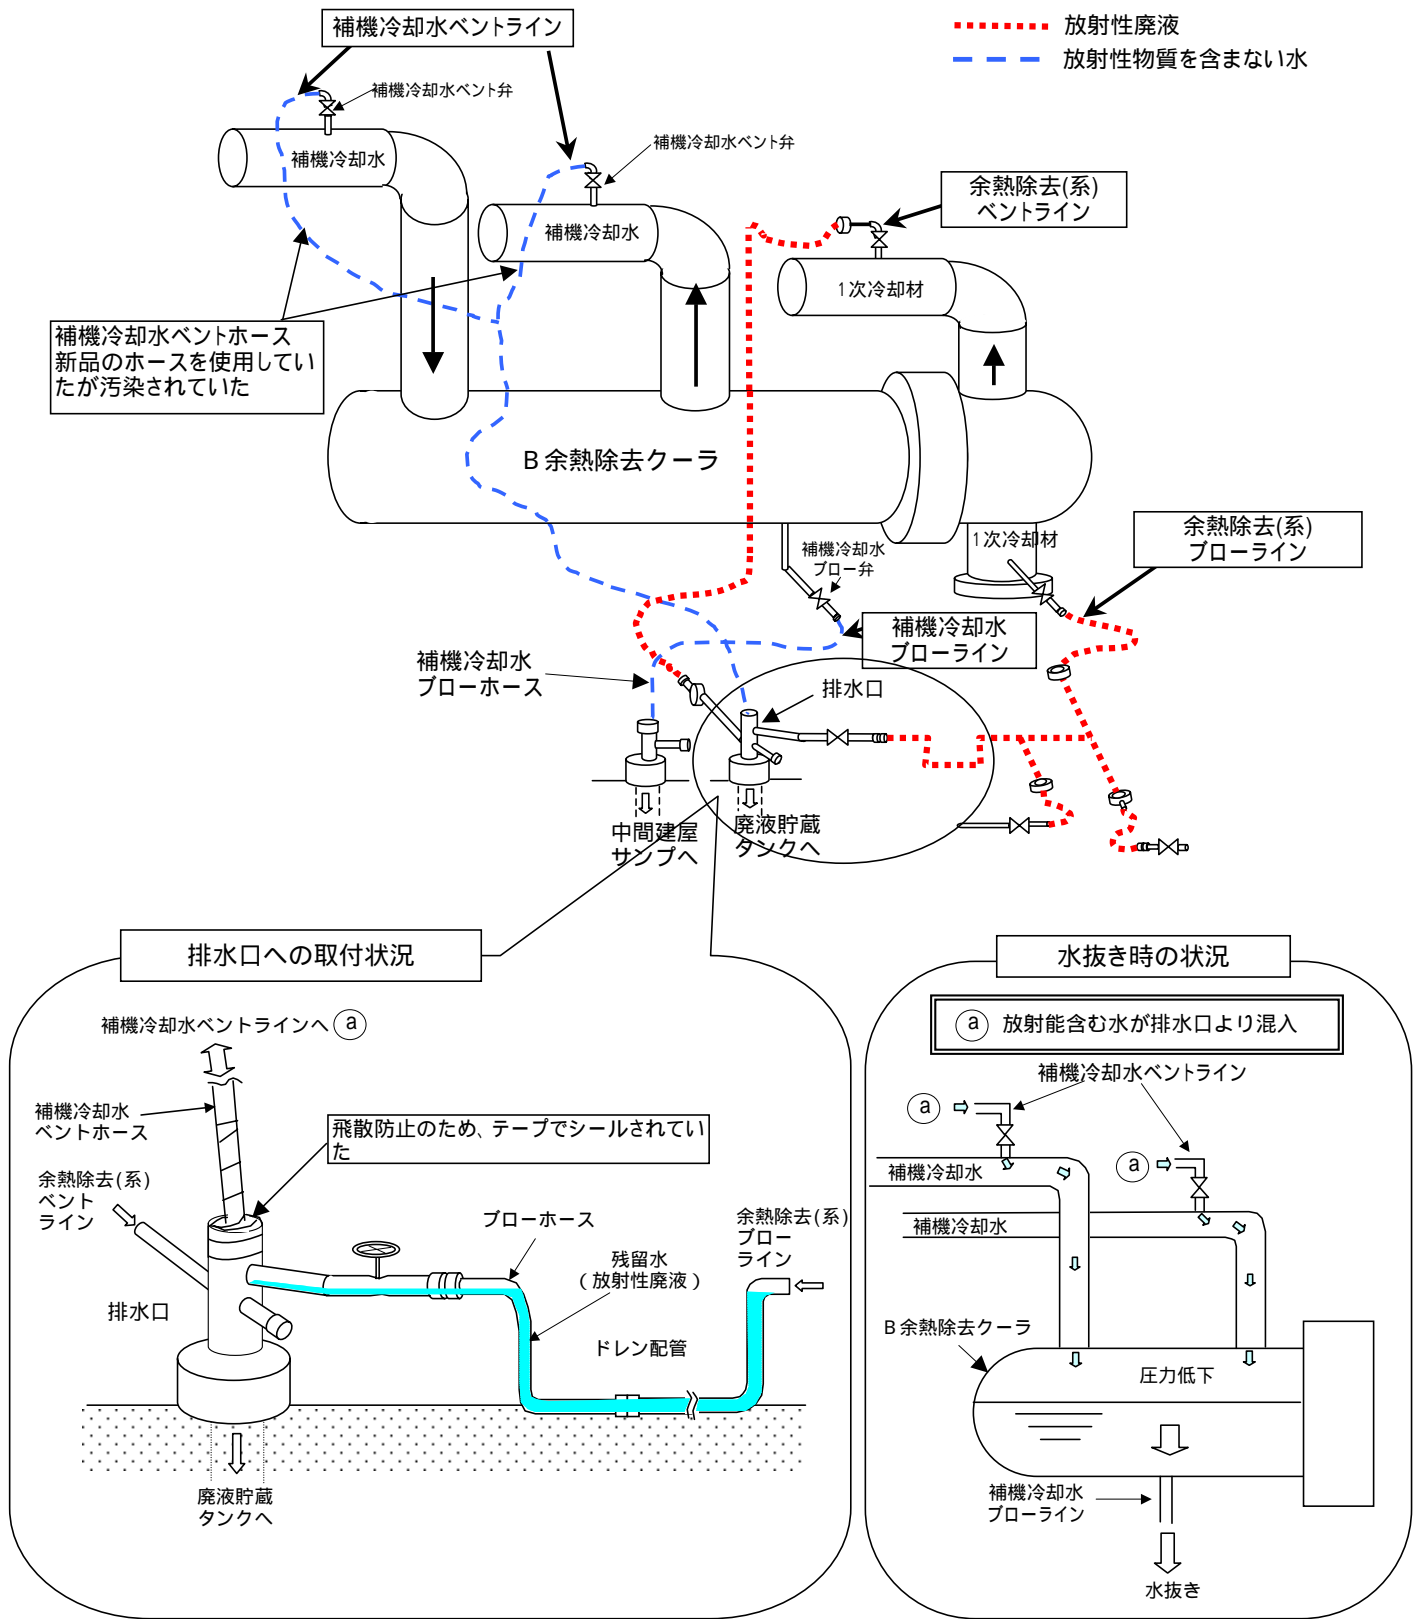 補機冷却水ベントライン
放射性廃液
放射性物質を含まない水
補機冷却水ベント弁
補機冷却水ベント弁
補機冷却水
補機冷却水
余熱除去(系)
ベントライン
1次冷却材
補機冷却水ベントホース
新品のホースを使用してい
たが汚染されていた
B余熱除去クーラ
余熱除去(系)
ブローライン
1次冷却材
補機冷却水
ブロー弁
補機冷却水
ブローライン
補機冷却水
ブローホース
排水口
中間建屋
サンプへ
廃液貯蔵
タンクへ
排水口への取付状況
補機冷却水ベントラインへ a
補機冷却水
ベントホース
飛散防止のため、テープでシールされてい
た
余熱除去(系)
ベント
ライン
ブローホース
余熱除去(系)
ブロー
ライン
残留水
(放射性廃液)
排水口
ドレン配管
廃液貯蔵
タンクへ
水抜き時の状況
a 放射能含む水が排水口より混入
補機冷却水ベントライン
a
a
補機冷却水
補機冷却水
B余熱除去クーラ
圧力低下
補機冷却水
ブローライン
水抜き